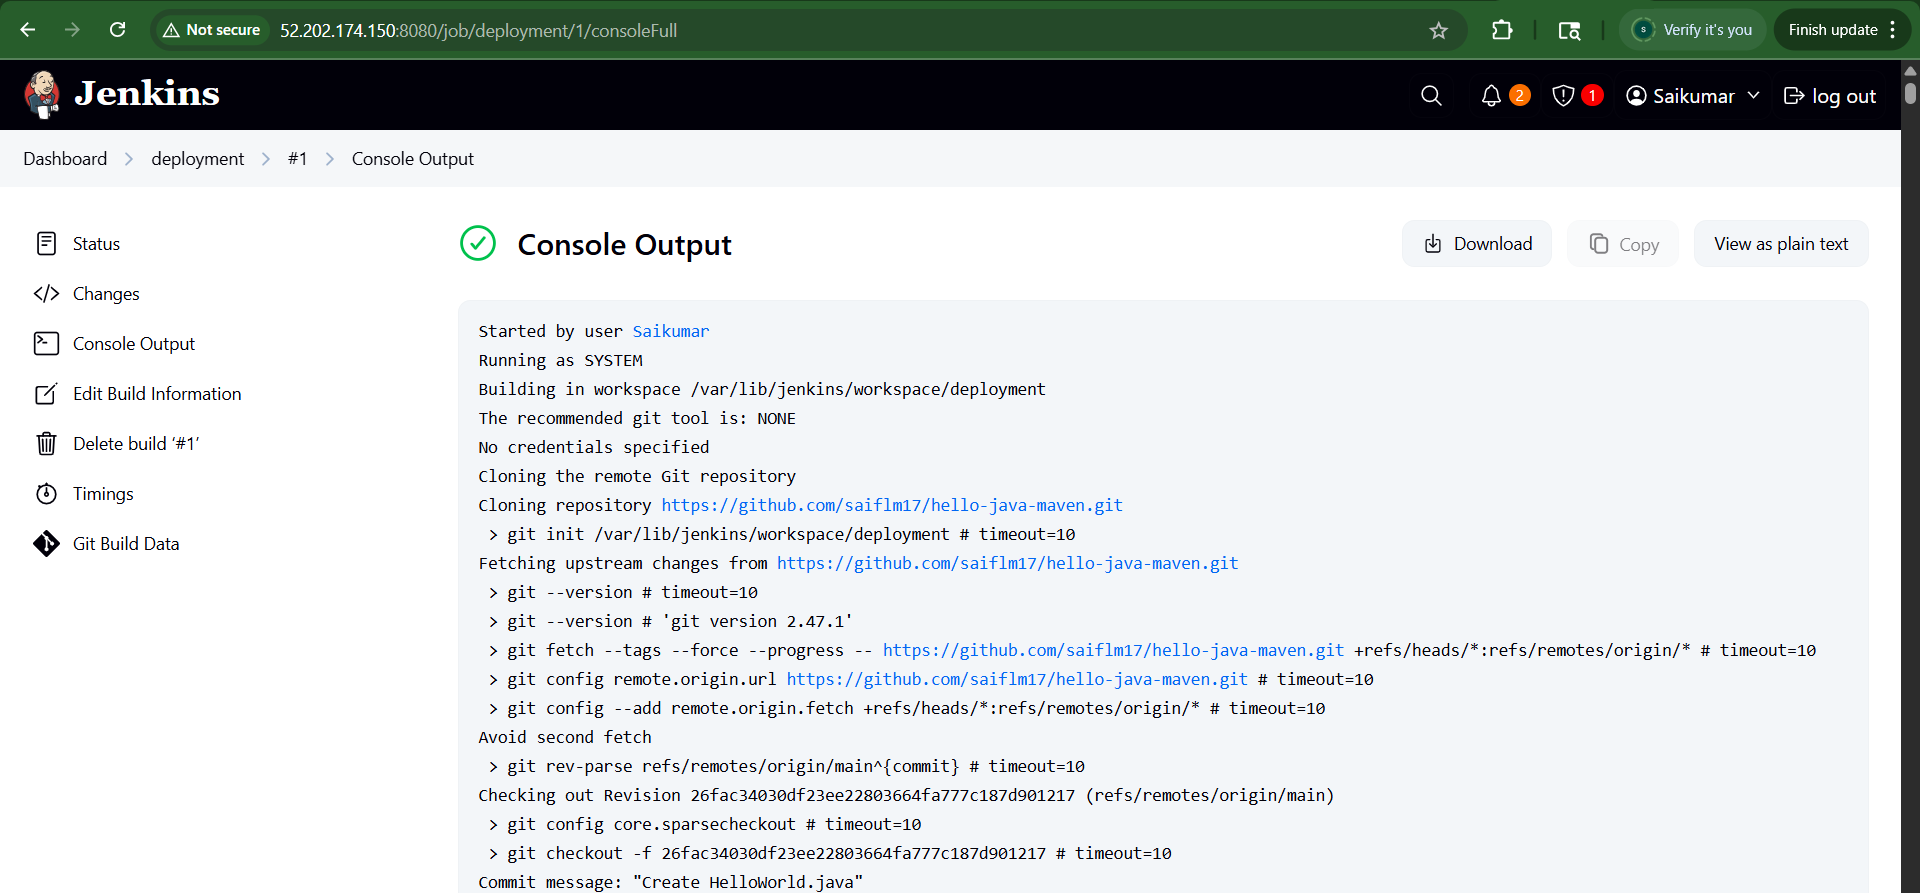 Not secure 52.202.174.150:8080/job/deployment/1/consoleFull S Verify it's you Finish update
Jenkins 2 1 Saikumar log out
Dashboard deployment #1 Console Output
Status
Changes
Console Output
Edit Build Information
Delete build ‘#1’
Timings
Git Build Data
Console Output Download Copy View as plain text
Started by user Saikumar
Running as SYSTEM
Building in workspace /var/lib/jenkins/workspace/deployment
The recommended git tool is: NONE
No credentials specified
Cloning the remote Git repository
Cloning repository https://github.com/saiflm17/hello-java-maven.git
> git init /var/lib/jenkins/workspace/deployment # timeout=10
Fetching upstream changes from https://github.com/saiflm17/hello-java-maven.git
> git --version # timeout=10
> git --version # 'git version 2.47.1'
> git fetch --tags --force --progress -- https://github.com/saiflm17/hello-java-maven.git +refs/heads/*:refs/remotes/origin/* # timeout=10
> git config remote.origin.url https://github.com/saiflm17/hello-java-maven.git # timeout=10
> git config --add remote.origin.fetch +refs/heads/*:refs/remotes/origin/* # timeout=10
Avoid second fetch
> git rev-parse refs/remotes/origin/main^{commit} # timeout=10
Checking out Revision 26fac34030df23ee22803664fa777c187d901217 (refs/remotes/origin/main)
> git config core.sparsecheckout # timeout=10
> git checkout -f 26fac34030df23ee22803664fa777c187d901217 # timeout=10
Commit message: "Create HelloWorld.java"